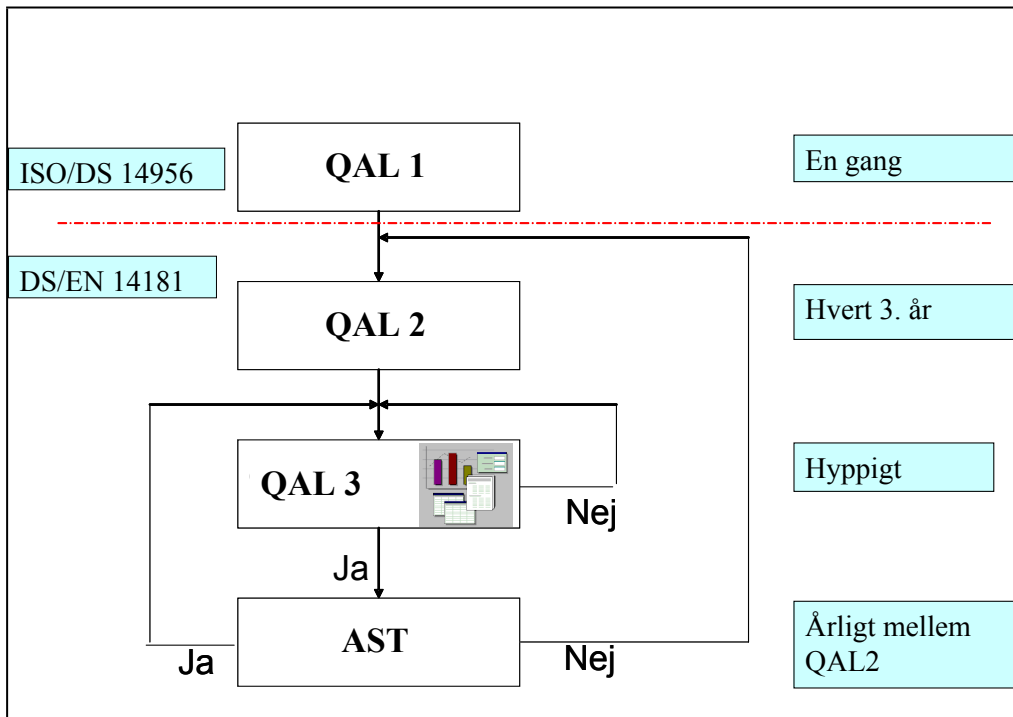 ISO/DS 14956
QAL 1
En gang
DS/EN 14181
QAL 2
Hvert 3. år
QAL 3
Nej
Hyppigt
Ja
AST
Ja
Nej
Årligt mellem
QAL2